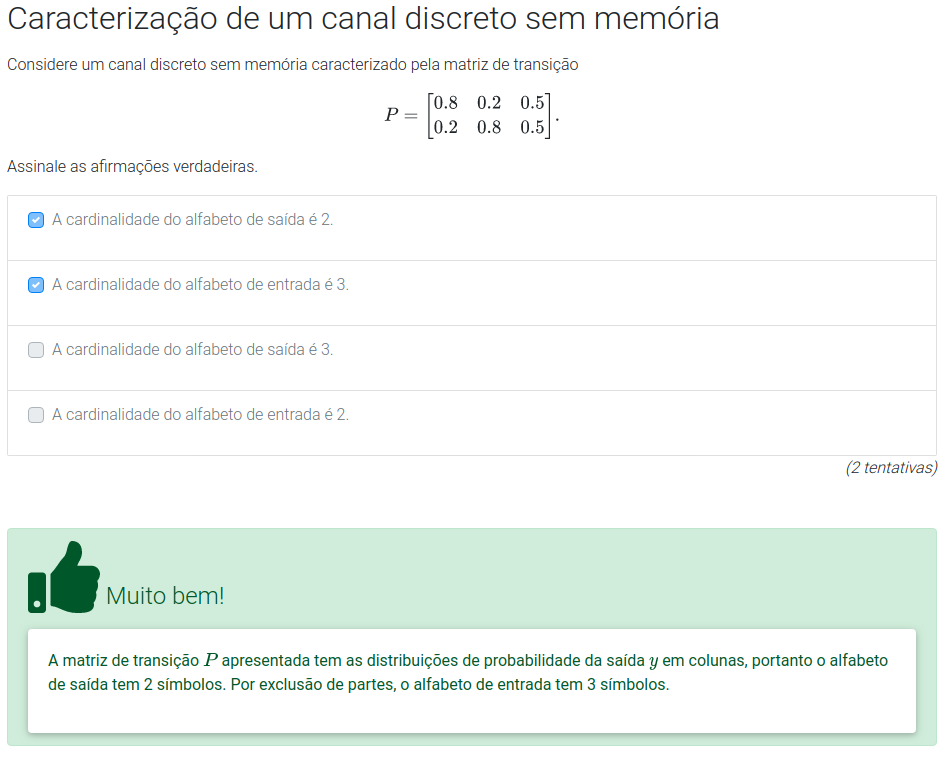 Caracterização de um canal discreto sem memória
Considere um canal discreto sem memória caracterizado pela matriz de transição
P = [0.8 0.2 0.5
0.2 0.8 0.5].
Assinale as afirmações verdadeiras.
A cardinalidade do alfabeto de saída é 2.
A cardinalidade do alfabeto de entrada é 3.
A cardinalidade do alfabeto de saída é 3.
A cardinalidade do alfabeto de entrada é 2.
(2 tentativas)
Muito bem!
A matriz de transição P apresentada tem as distribuições de probabilidade da saída y em colunas, portanto o alfabeto
de saída tem 2 símbolos. Por exclusão de partes, o alfabeto de entrada tem 3 símbolos.